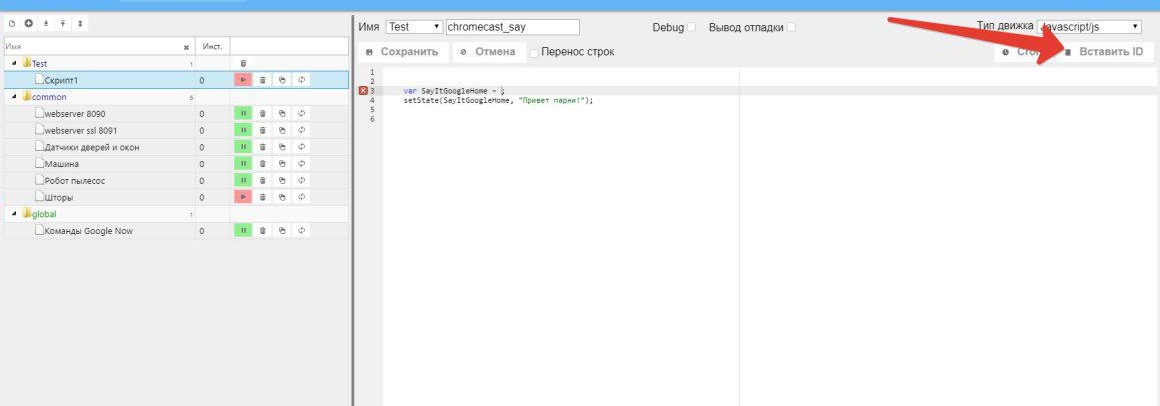 Имя Test chromecast_say Debug Вывод отладки Тип движка Javascript/js
Сохранить Отмена Перенос строк Вставить ID
Имя Инст.
Test 1
Скрипт1 0
common 6
webserver 8090 0
webserver ssl 8091 0
Датчики дверей и окон 0
Машина 0
Робот пылесос 0
Шторы 0
global 1
Команды Google Now 0
1
2
3 var SayItGoogleHome = ;
4 setState(SayItGoogleHome, "Привет парни!");
5
6